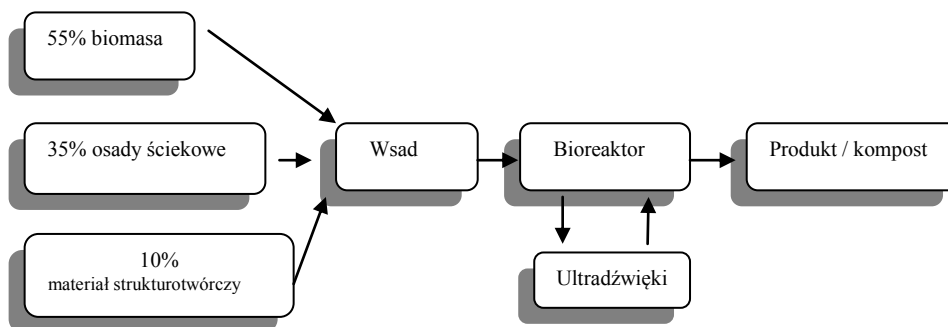 55% biomasa
35% osady ściekowe
10%
materiał strukturotwórczy
Wsad
Bioreaktor
Ultradźwięki
Produkt / kompost